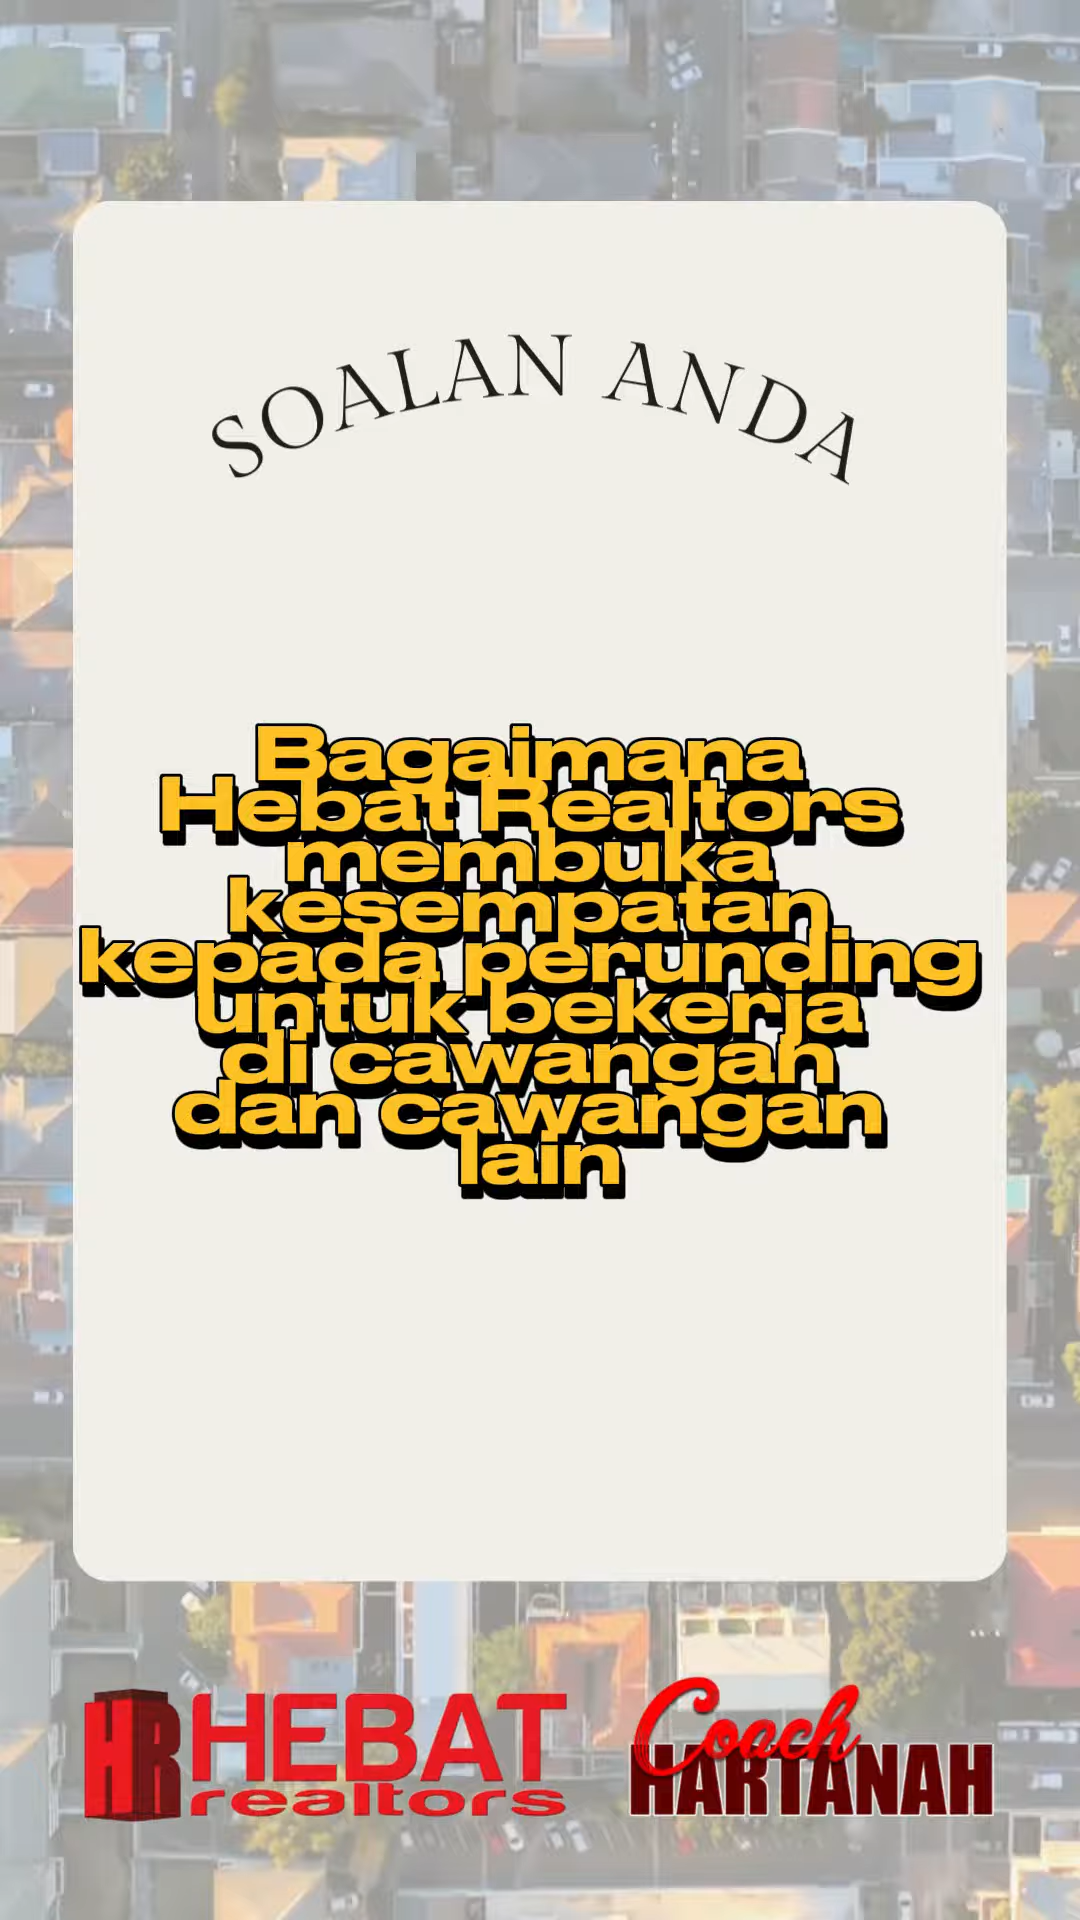 SOALAN ANDA
Bagaimana
Hebat Realtors
membuka
kesempatan
kepada perunding
untuk bekerja
di cawangan
dan cawangan
lain
HR HEBAT
realtors
Coach
HARTANAH